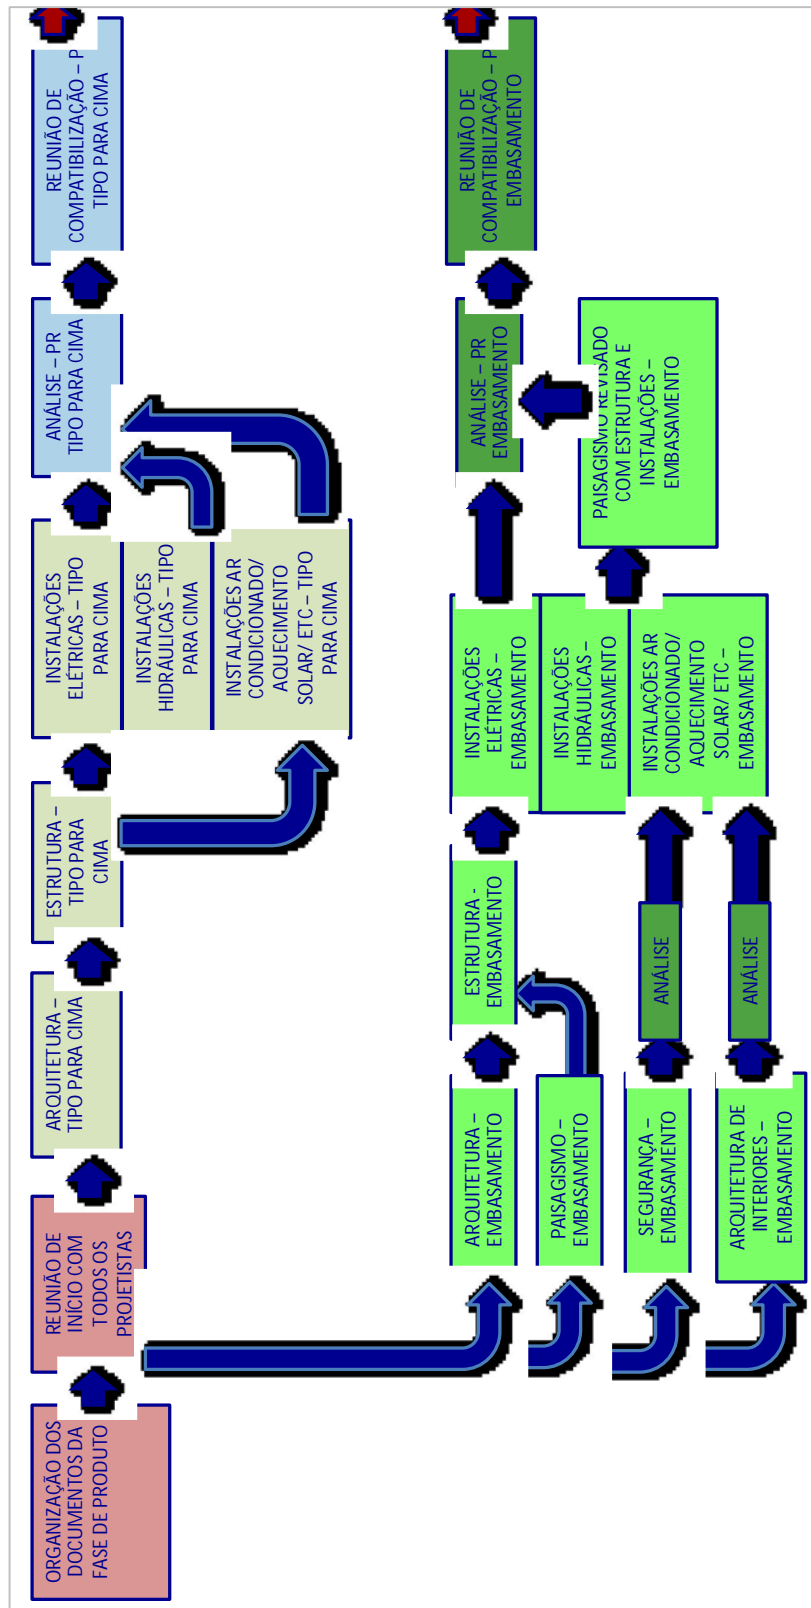 ORGANIZAÇÃO DOS
DOCUMENTOS DA
FASE DE PRODUTO
REUNIÃO DE
INÍCIO COM
TODOS OS
PROJETISTAS
ARQUITETURA –
TIPO PARA CIMA
ESTRUTURA –
TIPO PARA
CIMA
INSTALAÇÕES
ELÉTRICAS – TIPO
PARA CIMA
INSTALAÇÕES
HIDRÁULICAS – TIPO
PARA CIMA
INSTALAÇÕES AR
CONDICIONADO/
AQUECIMENTO
SOLAR/ ETC – TIPO
PARA CIMA
ANÁLISE – PR
TIPO PARA CIMA
REUNIÃO DE
COMPATIBILIZAÇÃO – P
TIPO PARA CIMA
ARQUITETURA –
EMBASAMENTO
PAISAGISMO –
EMBASAMENTO
SEGURANÇA –
EMBASAMENTO
ARQUITETURA DE
INTERIORES –
EMBASAMENTO
ESTRUTURA -
EMBASAMENTO
ANÁLISE
ANÁLISE
INSTALAÇÕES
ELÉTRICAS –
EMBASAMENTO
INSTALAÇÕES
HIDRÁULICAS –
EMBASAMENTO
INSTALAÇÕES AR
CONDICIONADO/
AQUECIMENTO
SOLAR/ ETC –
EMBASAMENTO
ANÁLISE – PR
EMBASAMENTO
PAISAGISMO REVISADO
COM ESTRUTURA E
INSTALAÇÕES –
EMBASAMENTO
REUNIÃO DE
COMPATIBILIZAÇÃO – P
EMBASAMENTO